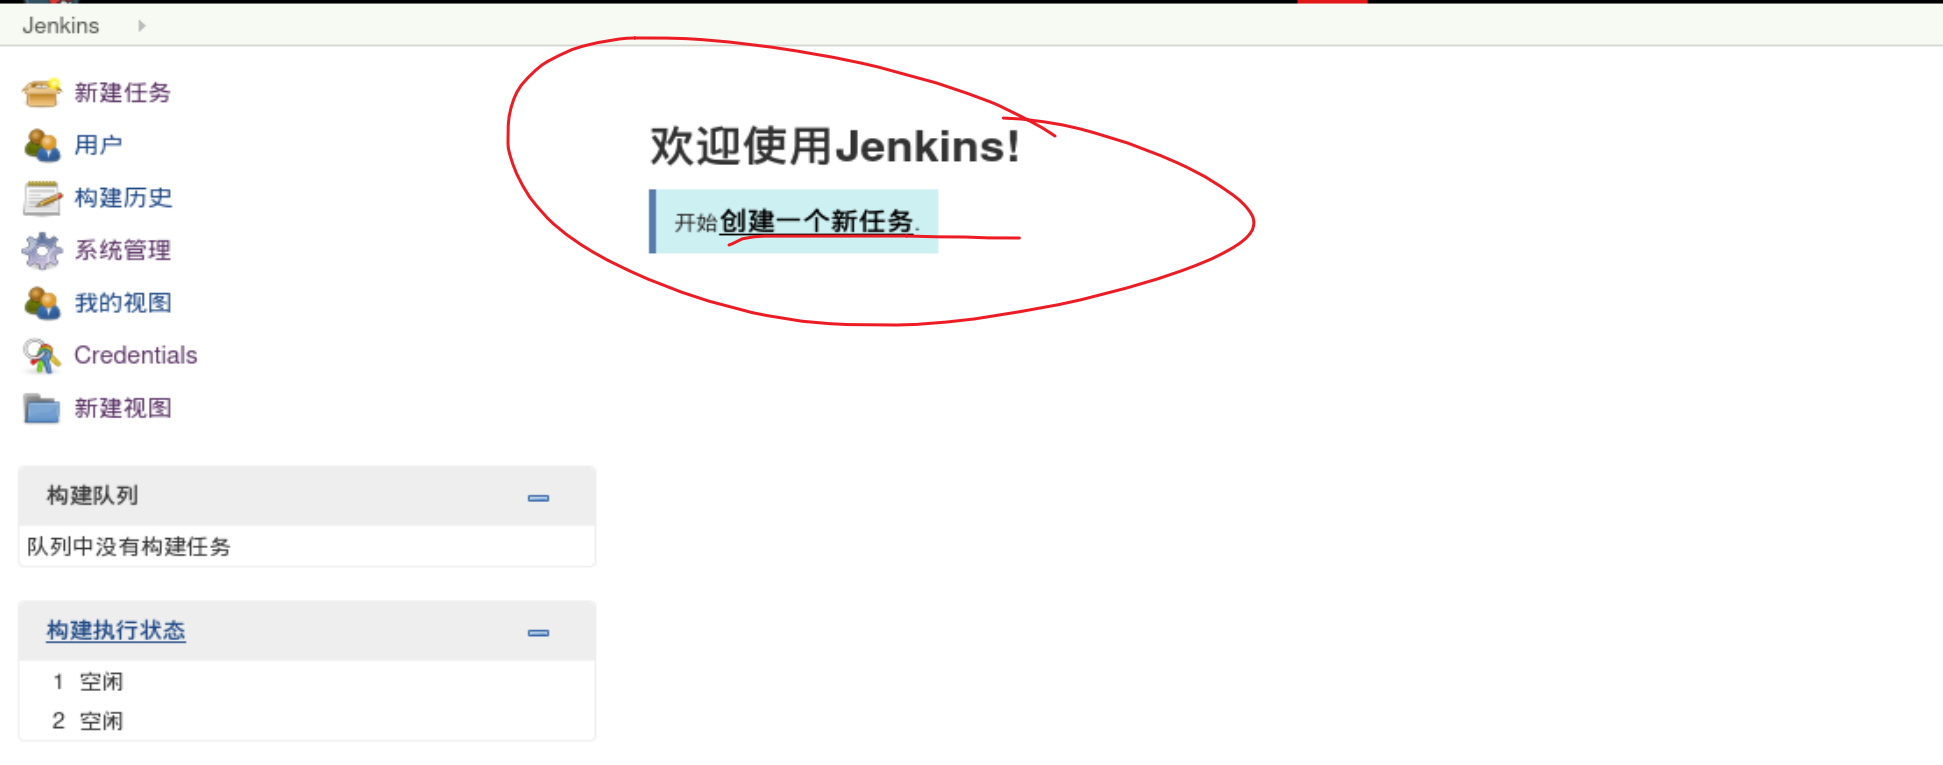 Jenkins
新建任务
用户
构建历史
系统管理
我的视图
Credentials
新建视图
构建队列
队列中没有构建任务
构建执行状态
1 空闲
2 空闲
欢迎使用Jenkins!
开始创建一个新任务.